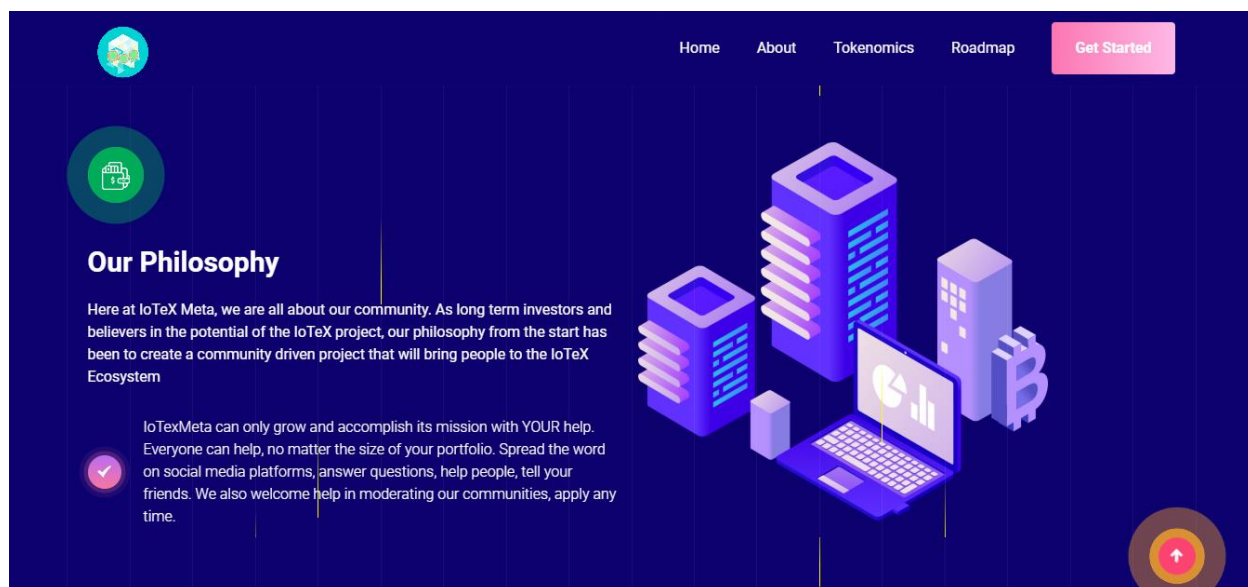 Home About Tokenomics Roadmap Get Started
Our Philosophy
Here at IoTeX Meta, we are all about our community. As long term investors and
believers in the potential of the IoTeX project, our philosophy from the start has
been to create a community driven project that will bring people to the IoTeX
Ecosystem
IoTexMeta can only grow and accomplish its mission with YOUR help.
Everyone can help, no matter the size of your portfolio. Spread the word
on social media platforms, answer questions, help people, tell your
friends. We also welcome help in moderating our communities, apply any
time.